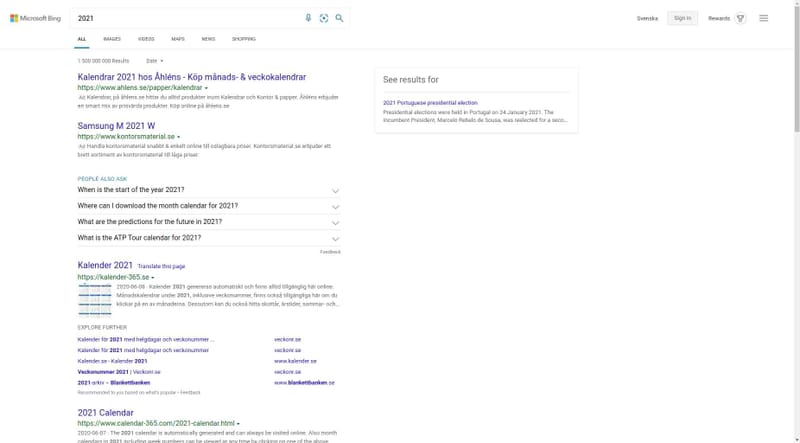 Microsoft Bing
2021
Svenska
Sign in
Rewards
ALL IMAGES VIDEOS MAPS NEWS SHOPPING
1 500 000 000 Results Date
Kalendrar 2021 hos Åhléns - Köp månads- & veckokalendrar
https://www.ahlens.se/papper/kalendrar
Ad Kalendrar, på åhlens.se hittar du alltid produkter inom Kalendrar och Kontor & papper. Åhléns erbjuder
en smart mix av prisvärda produkter. Köp online på åhlens.se
Samsung M 2021 W
https://www.kontorsmaterial.se
Ad Handla kontorsmaterial snabbt & enkelt online till oslagbara priser. Kontorsmaterial.se erbjuder ett
brett sortiment av kontorsmaterial till låga priser.
PEOPLE ALSO ASK
When is the start of the year 2021?
Where can I download the month calendar for 2021?
What are the predictions for the future in 2021?
What is the ATP Tour calendar for 2021?
Feedback
Kalender 2021 Translate this page
https://kalender-365.se
2020-06-08 · Kalender 2021 genereras automatiskt och finns alltid tillgänglig här online.
Månadskalendrar under 2021, inklusive veckonummer, finns också tillgängliga här om du
klickar på en av månaderna. Dessutom kan du också hitta skottår, årstider, sommar- och...
EXPLORE FURTHER
Kalender för 2021 med helgdagar och veckonummer ... veckonr.se
Kalender för 2021 med helgdagar och veckonummer veckonr.se
Kalender.se - Kalender 2021 www.kalender.se
Veckonummer 2021 | Veckonr.se veckonr.se
2021-arkiv – Blankettbanken www.blankettbanken.se
Recommended to you based on what's popular • Feedback
2021 Calendar
https://www.calendar-365.com/2021-calendar.html
2020-06-07 · The 2021 calendar is automatically generated and can always be visited online. Also month
calendars in 2021 including week numbers can be viewed at any time by clicking on one of the above
See results for
2021 Portuguese presidential election
Presidential elections were held in Portugal on 24 January 2021. The
incumbent President, Marcelo Rebelo de Sousa, was reelected for a seco...